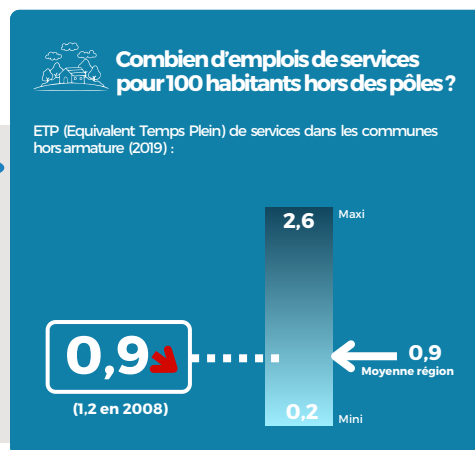 Combien d'emplois de services
pour 100 habitants hors des pôles ?
ETP (Equivalent Temps Plein) de services dans les communes
hors armature (2019) :
2,6
Maxi
0,9
0,9
Moyenne région
(1,2 en 2008)
0,2
Mini